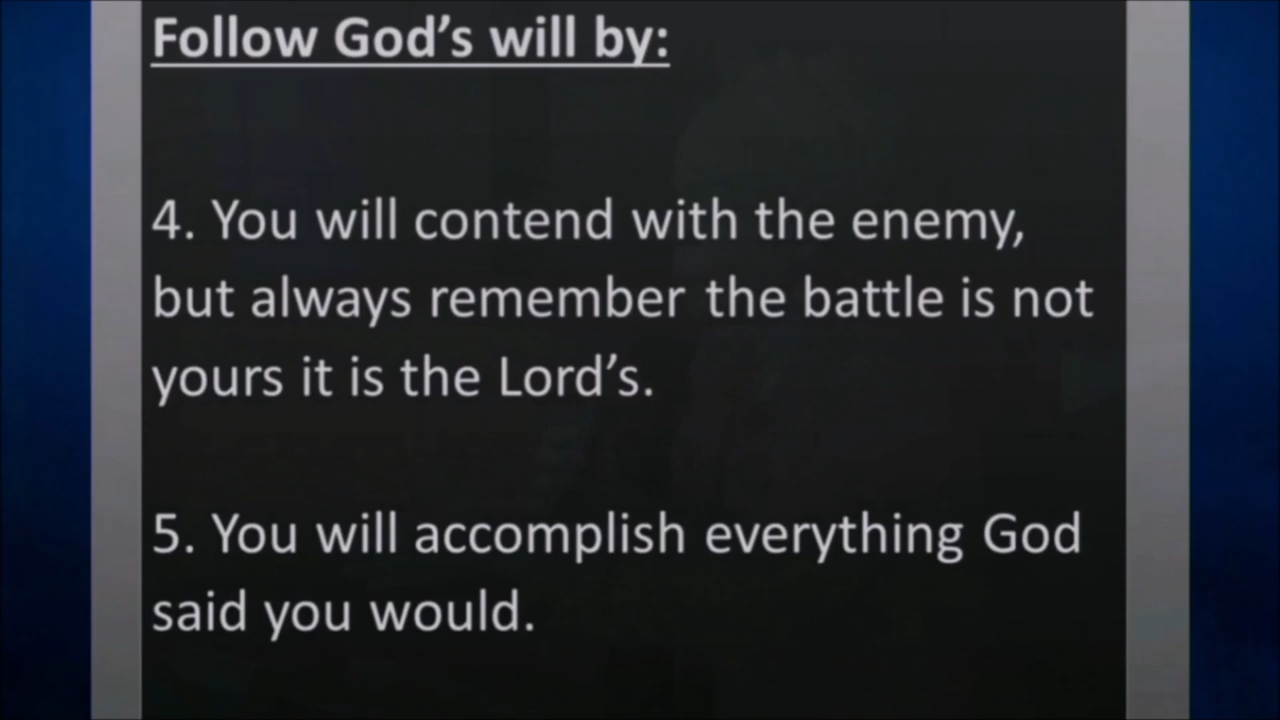 Follow God’s will by:
4. You will contend with the enemy,
but always remember the battle is not
yours it is the Lord’s.
5. You will accomplish everything God
said you would.